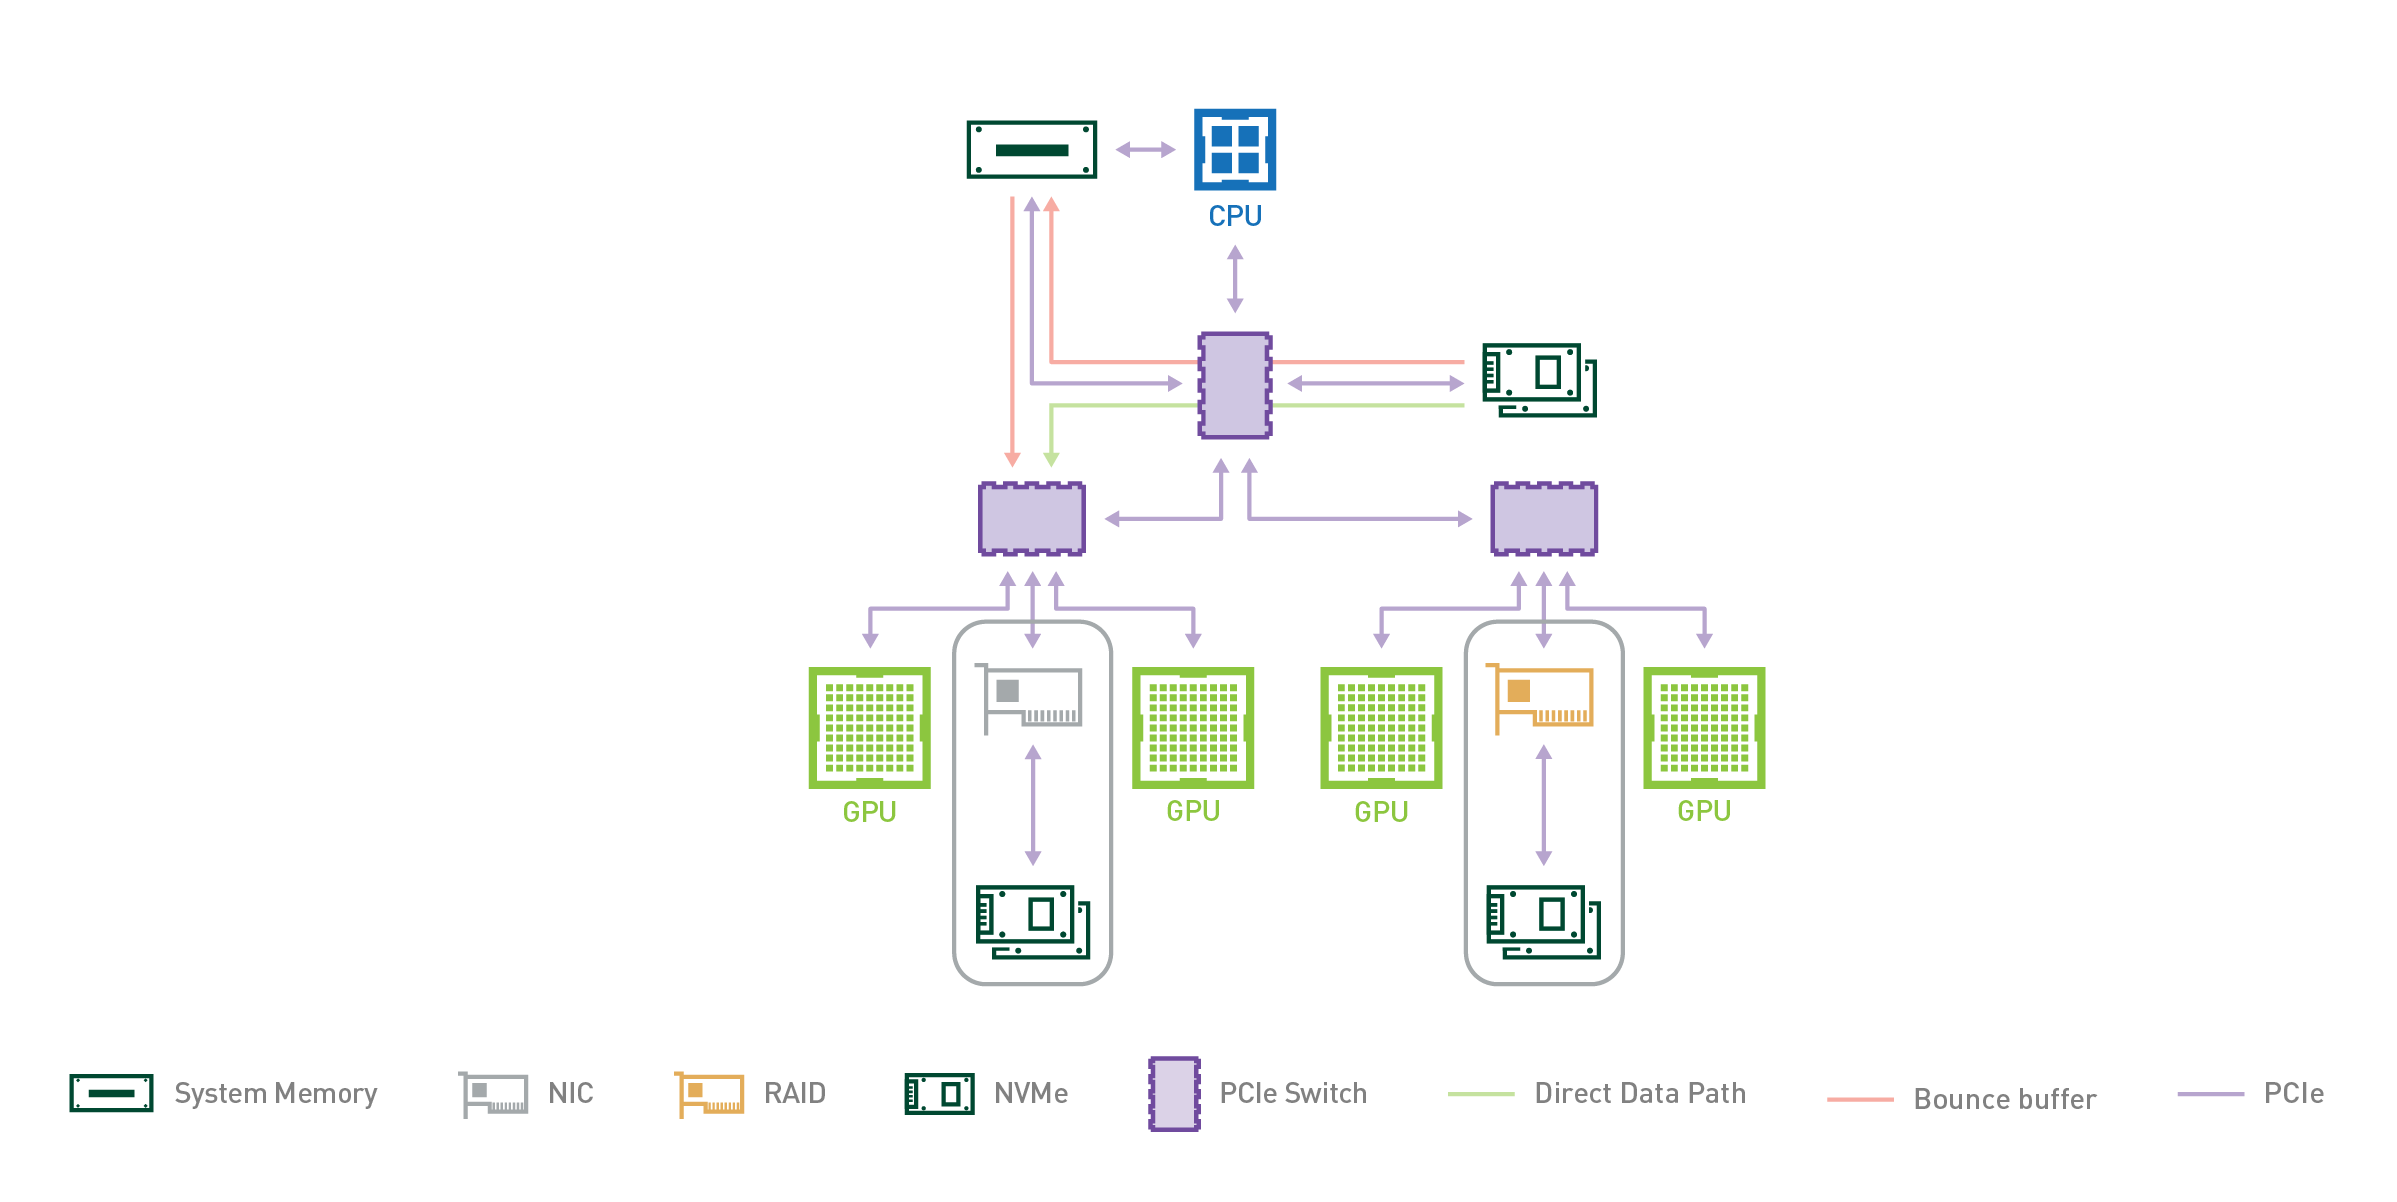 CPU
GPU
GPU
GPU
GPU
System Memory
NIC
RAID
NVMe
PCIe Switch
Direct Data Path
Bounce buffer
PCIe